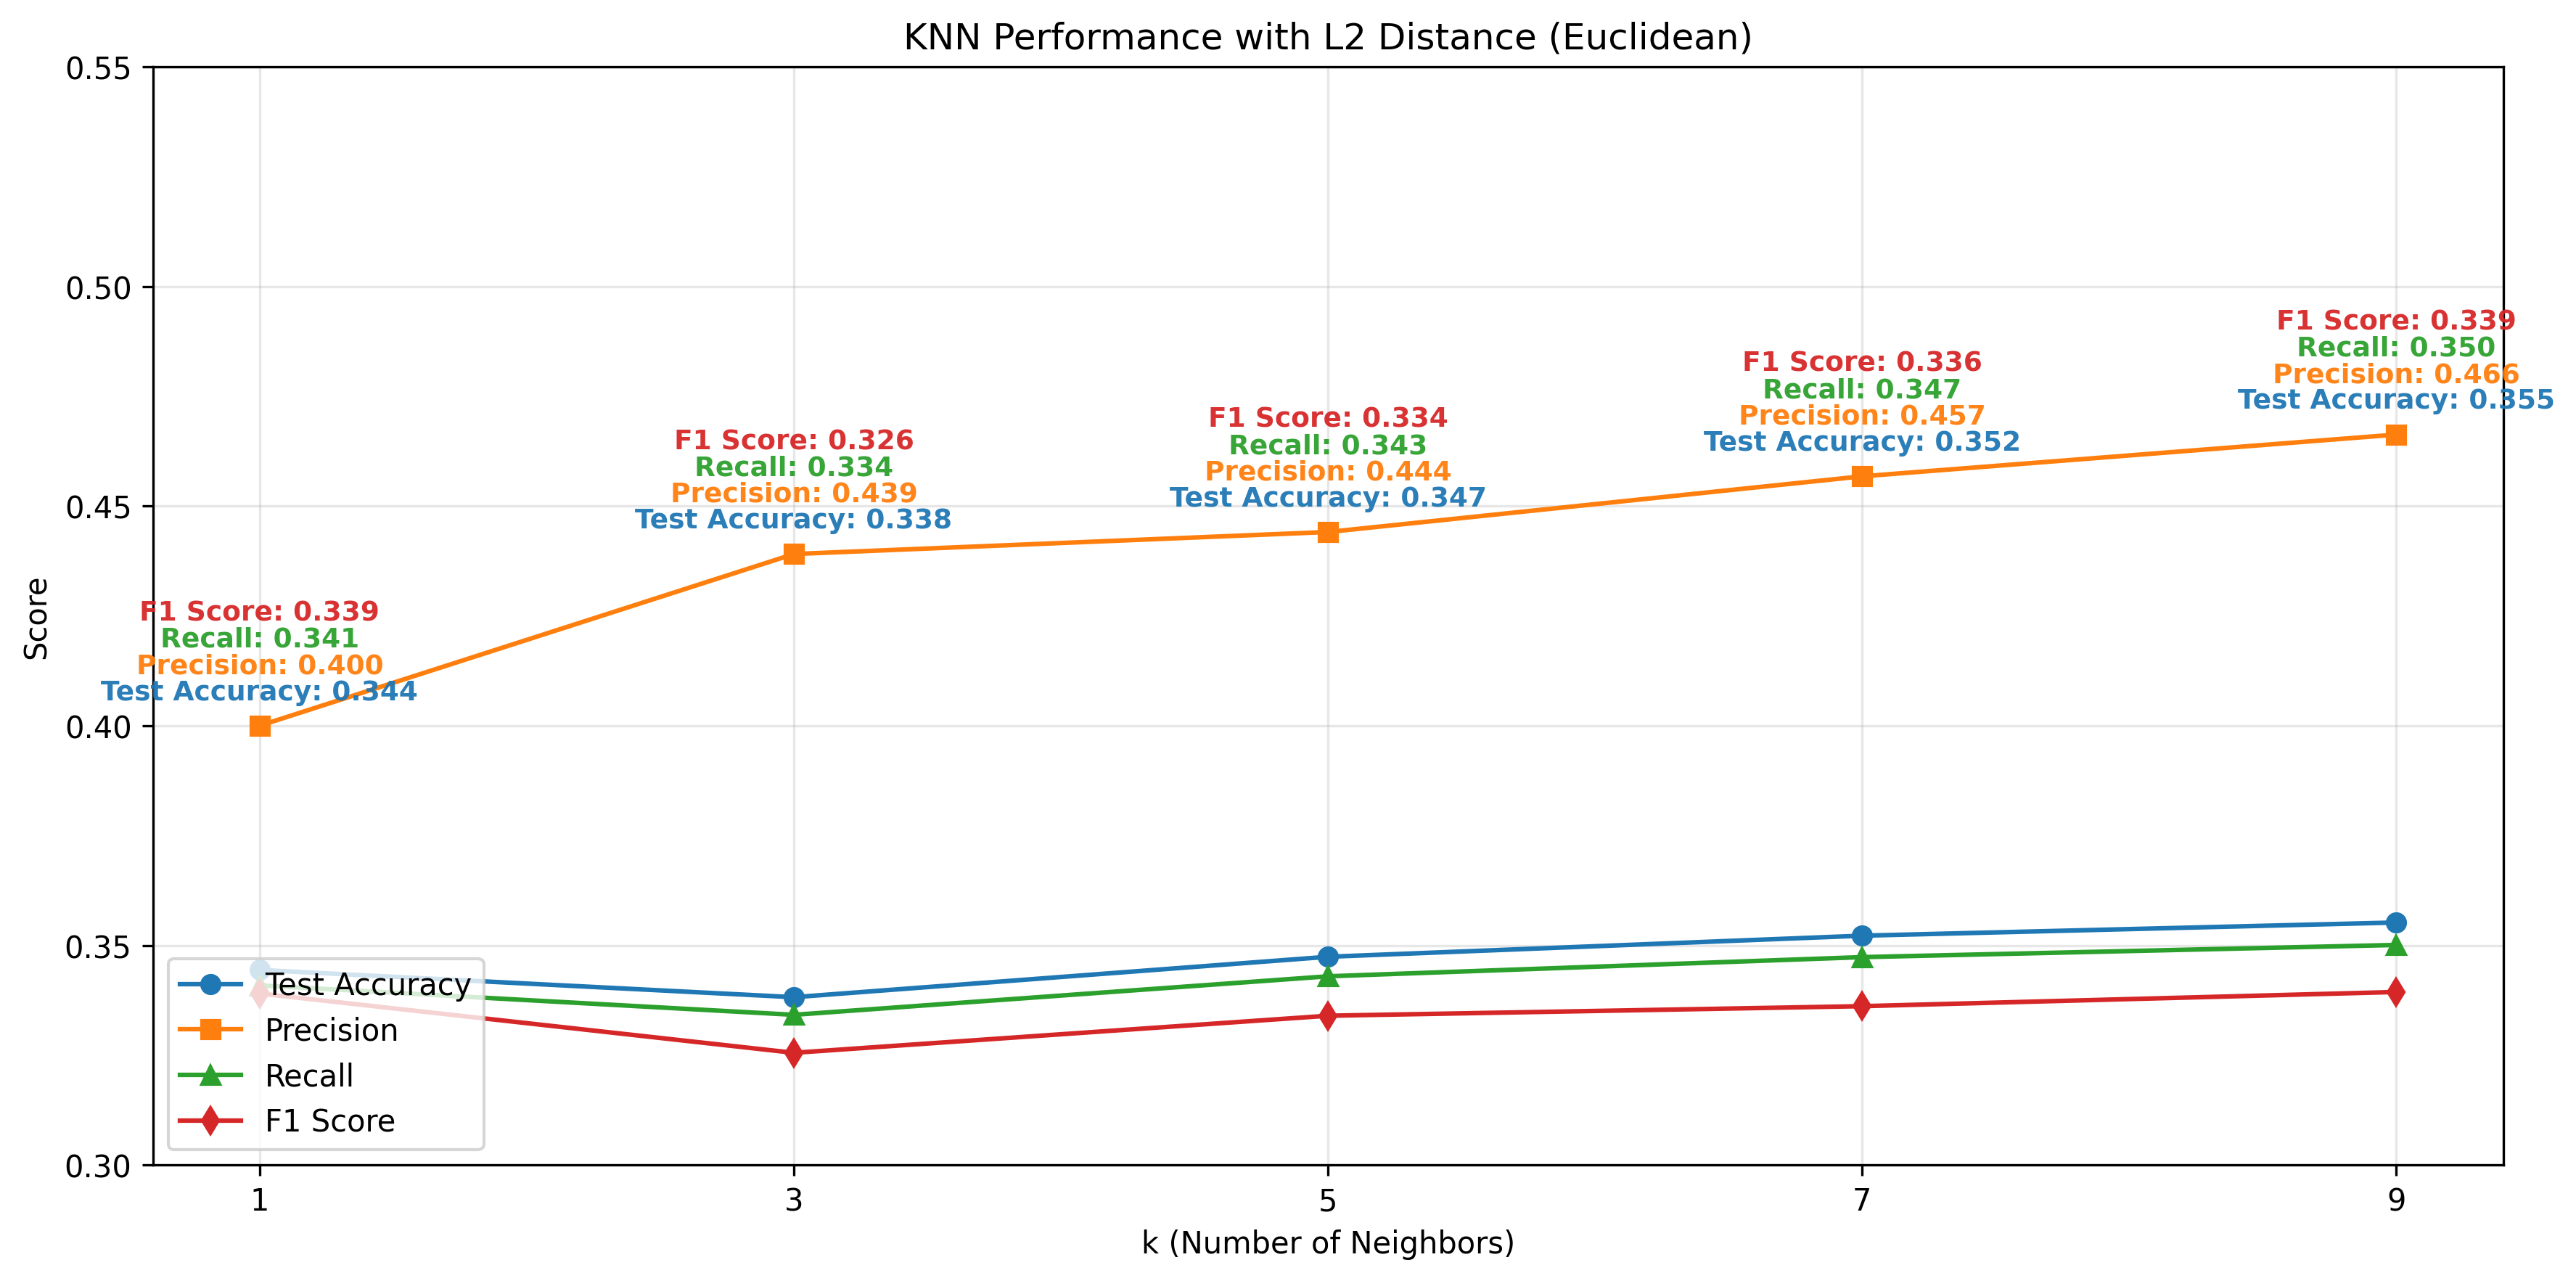 KNN Performance with L2 Distance (Euclidean)
0.55
0.50
0.45
0.40
0.35
0.30
Score
F1 Score: 0.339
Recall: 0.341
Precision: 0.400
Test Accuracy: 0.344
F1 Score: 0.326
Recall: 0.334
Precision: 0.439
Test Accuracy: 0.338
F1 Score: 0.334
Recall: 0.343
Precision: 0.444
Test Accuracy: 0.347
F1 Score: 0.336
Recall: 0.347
Precision: 0.457
Test Accuracy: 0.352
F1 Score: 0.339
Recall: 0.350
Precision: 0.466
Test Accuracy: 0.355
Test Accuracy
Precision
Recall
F1 Score
1 3 5 7 9
k (Number of Neighbors)